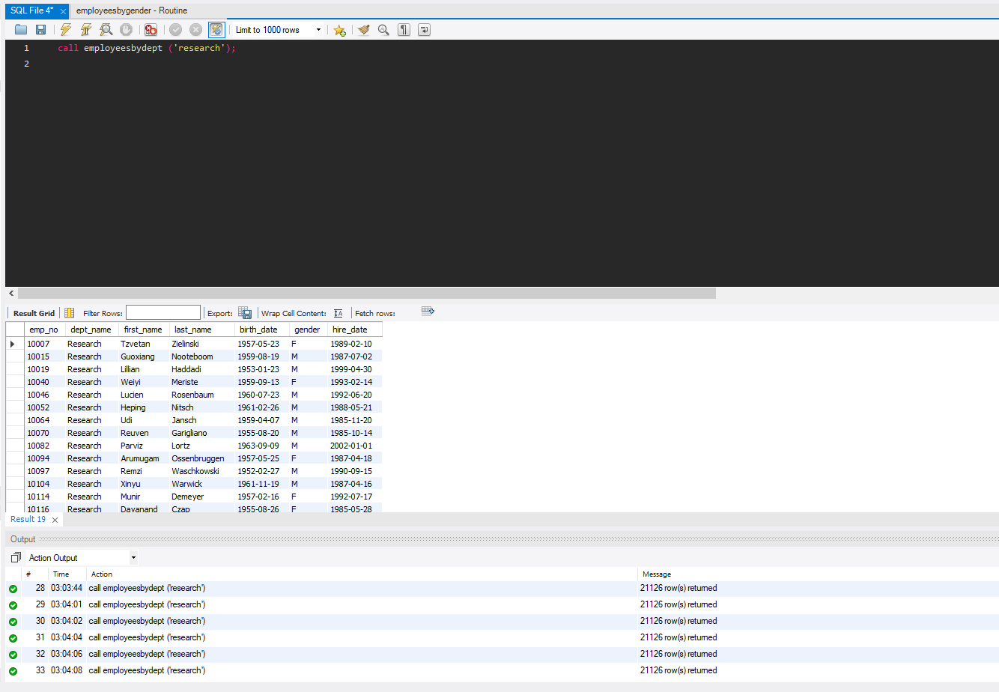 SQL File 4* employeesbygender - Routine
Limit to 1000 rows
1 call employeesbydept ('research');
2
Result Grid Filter Rows: Export: Wrap Cell Content: Fetch rows:
emp_no dept_name first_name last_name birth_date gender hire_date
10007 Research Tzvetan Zielinski 1957-05-23 F 1989-02-10
10015 Research Guoxiang Nooteboom 1959-08-19 M 1987-07-02
10019 Research Lillian Haddadi 1953-01-23 M 1999-04-30
10040 Research Weiyi Meriste 1959-09-13 F 1993-02-14
10046 Research Lucien Rosenbaum 1960-07-23 M 1992-06-20
10052 Research Heping Nitsch 1961-02-26 M 1988-05-21
10064 Research Udi Jansch 1959-04-07 M 1985-11-20
10070 Research Reuven Garigliano 1955-08-20 M 1985-10-14
10082 Research Parviz Lortz 1963-09-09 M 2002-01-01
10094 Research Arumugam Ossenbruggen 1957-05-25 F 1987-04-18
10097 Research Remzi Waschkowski 1952-02-27 M 1990-09-15
10104 Research Xinyu Warwick 1961-11-19 M 1987-04-16
10114 Research Munir Demeyer 1957-02-16 F 1992-07-17
10116 Research Dayanand Czap 1955-08-26 F 1985-05-28
Result 19
Output
Action Output
# Time Action Message
28 03:03:44 call employeesbydept ('research') 21126 row(s) returned
29 03:04:01 call employeesbydept ('research') 21126 row(s) returned
30 03:04:02 call employeesbydept ('research') 21126 row(s) returned
31 03:04:04 call employeesbydept ('research') 21126 row(s) returned
32 03:04:06 call employeesbydept ('research') 21126 row(s) returned
33 03:04:08 call employeesbydept ('research') 21126 row(s) returned